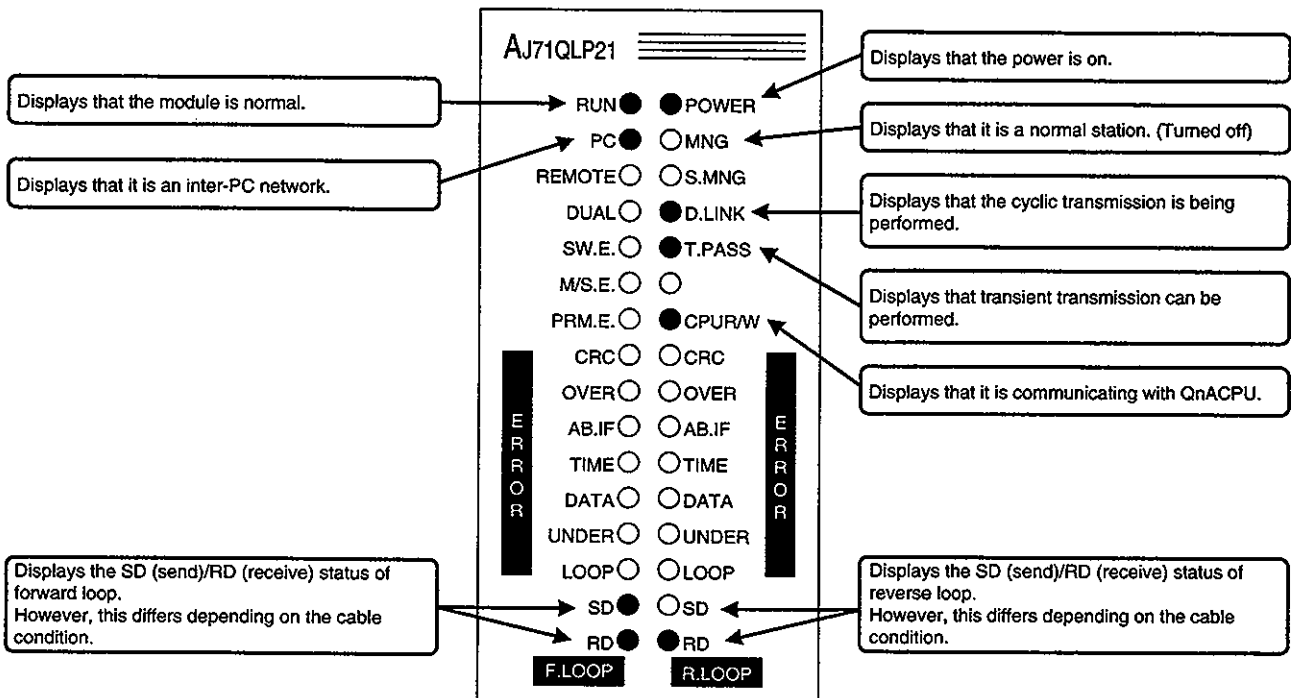 AJ71QLP21
Displays that the module is normal.
Displays that it is an inter-PC network.
Displays that the power is on.
Displays that it is a normal station. (Turned off)
Displays that the cyclic transmission is being
performed.
Displays that transient transmission can be
performed.
Displays that it is communicating with QnACPU.
RUN POWER
PC MNG
REMOTE S.MNG
DUAL D.LINK
SW.E. T.PASS
M/S.E.
PRM.E. CPUR/W
CRC CRC
OVER OVER
AB.IF AB.IF
TIME TIME
DATA DATA
UNDER UNDER
LOOP LOOP
SD SD
RD RD
ERROR
ERROR
F.LOOP R.LOOP
Displays the SD (send)/RD (receive) status of
forward loop.
However, this differs depending on the cable
condition.
Displays the SD (send)/RD (receive) status of
reverse loop.
However, this differs depending on the cable
condition.